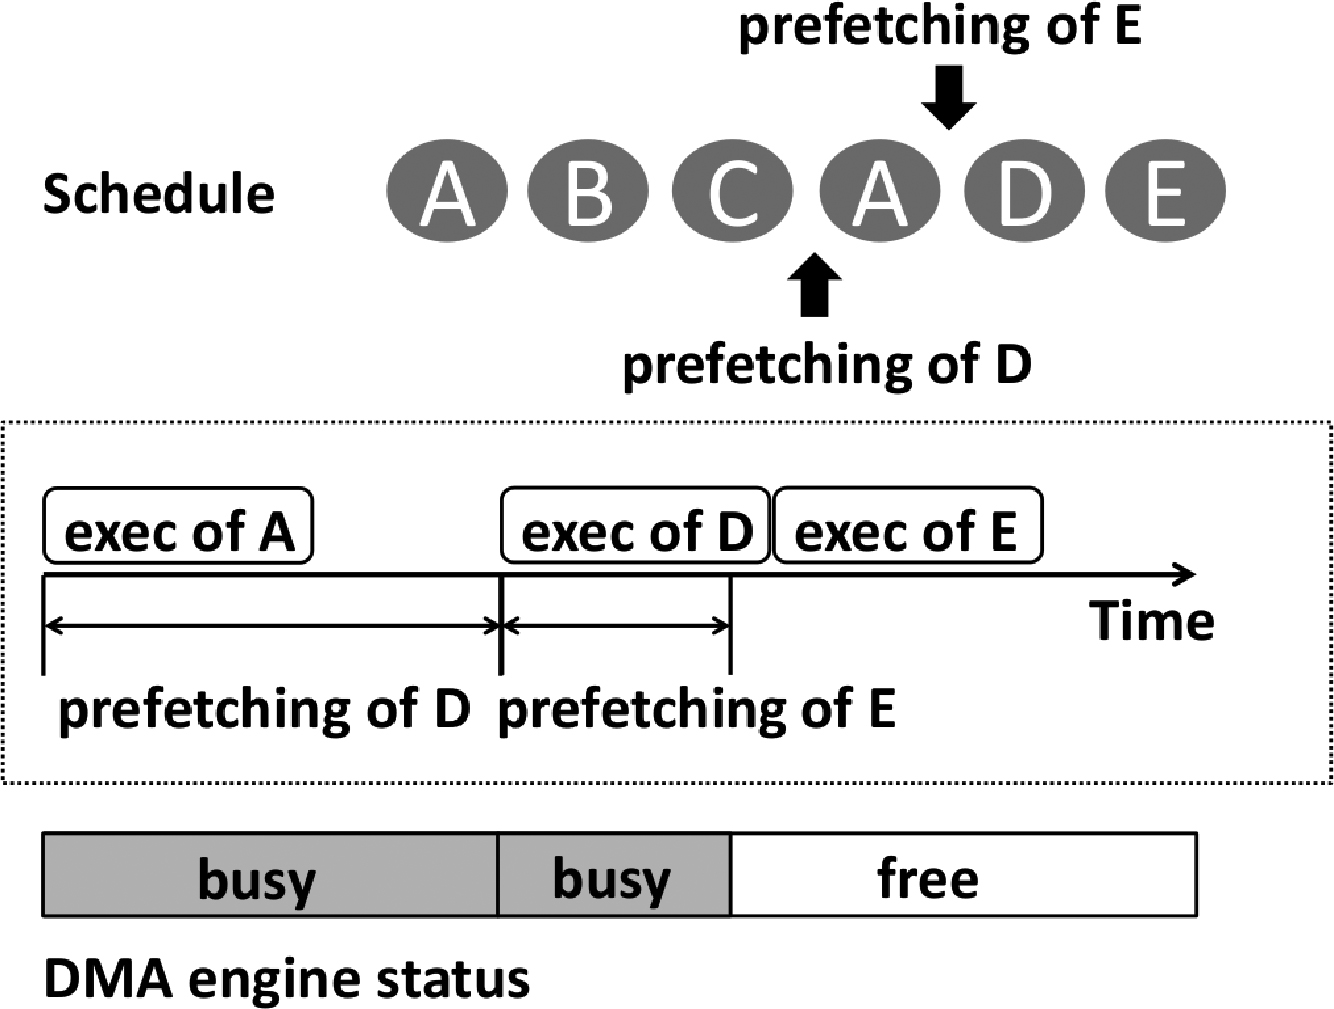 prefetching of E
Schedule A B C A D E
prefetching of D
exec of A exec of D exec of E
Time
prefetching of D prefetching of E
busy busy free
DMA engine status